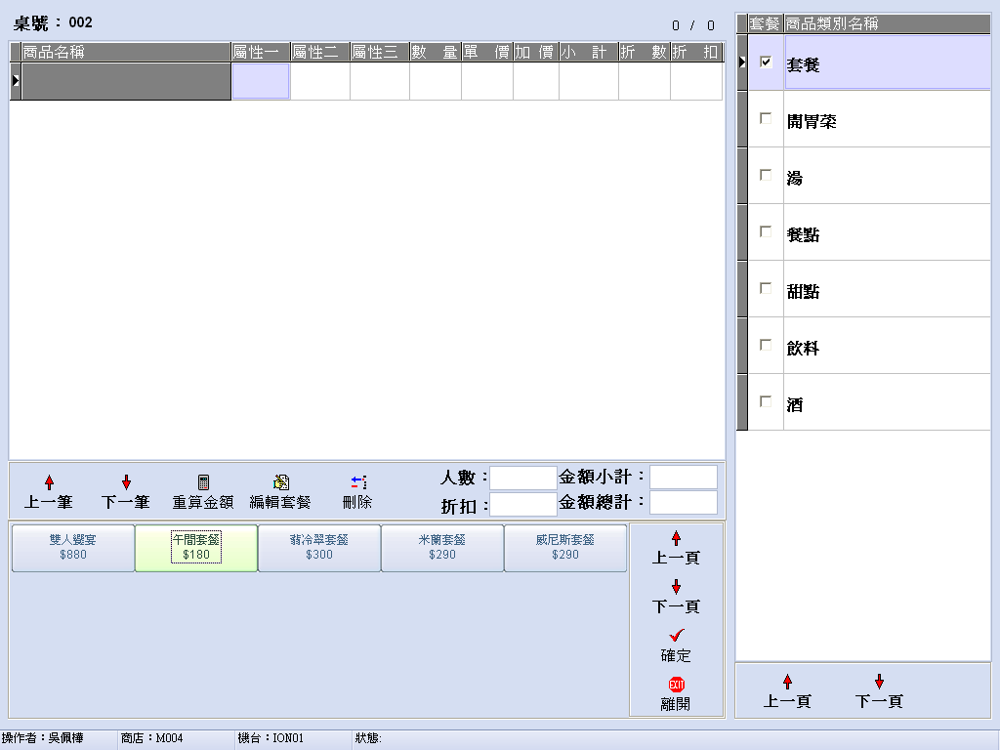 桌號：002
0 / 0
商品名稱 屬性一 屬性二 屬性三 數 量 單 價 加 價 小 計 折 數 折 扣
套餐 商品類別名稱
套餐
開胃菜
湯
餐點
甜點
飲料
酒
上一筆 下一筆 重算金額 編輯套餐 刪除
人數： 金額小計：
折扣： 金額總計：
雙人饗宴 午間套餐 翡冷翠套餐 米蘭套餐 威尼斯套餐
$880 $180 $300 $290 $290
上一頁
下一頁
確定
EXIT
離開
上一頁 下一頁
操作者：吳佩樺 商店：M004 機台：ION01 狀態: